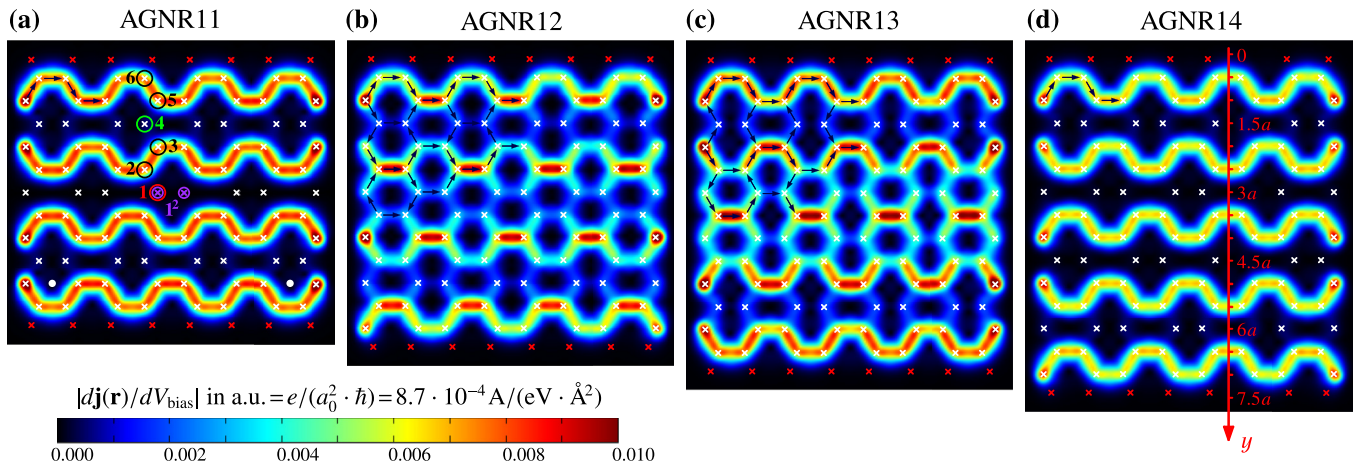 (a) AGNR11
(b) AGNR12
(c) AGNR13
(d) AGNR14
6
5
4
3
2
1
1²
0
1.5a
3a
4.5a
6a
7.5a
y
|dj(r)/dV_bias| in a.u. = e/(a₀² · ħ) = 8.7 · 10⁻⁴ A/(eV · Å²)
0.000 0.002 0.004 0.006 0.008 0.010